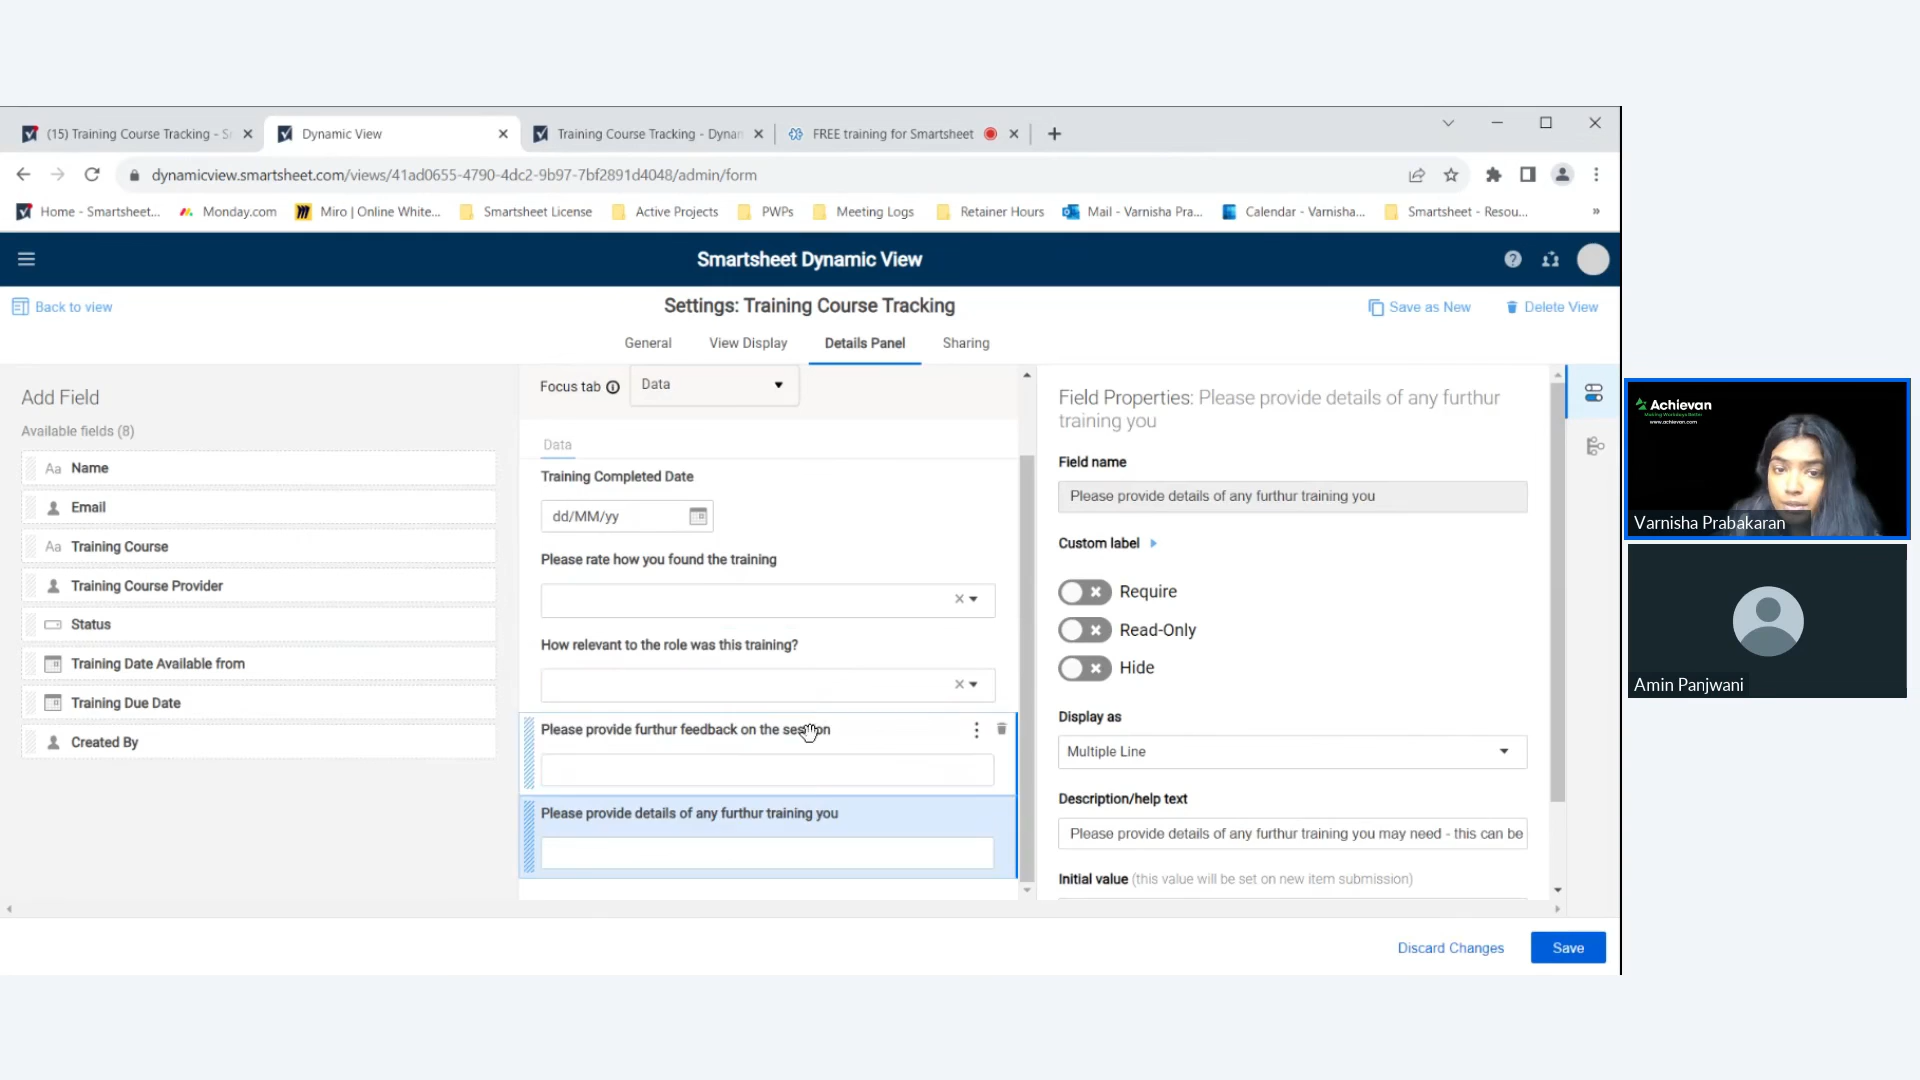 (15) Training Course Tracking - S
Dynamic View
Training Course Tracking - Dynan
FREE training for Smartsheet
dynamicview.smartsheet.com/views/41ad0655-4790-4dc2-9b97-7bf2891d4048/admin/form
Home - Smartsheet...
Monday.com
Miro | Online White...
Smartsheet License
Active Projects
PWPs
Meeting Logs
Retainer Hours
Mail - Varnisha Pra...
Calendar - Varnisha...
Smartsheet - Resou...
»
Smartsheet Dynamic View
Back to view
Settings: Training Course Tracking
Save as New
Delete View
General
View Display
Details Panel
Sharing
Add Field
Available fields (8)
Aa Name
Email
Aa Training Course
Training Course Provider
Status
Training Date Available from
Training Due Date
Created By
Focus tab
Data
Data
Training Completed Date
dd/MM/yy
Please rate how you found the training
How relevant to the role was this training?
Please provide furthur feedback on the session
Please provide details of any furthur training you
Field Properties: Please provide details of any furthur
training you
Field name
Please provide details of any furthur training you
Custom label
Require
Read-Only
Hide
Display as
Multiple Line
Description/help text
Please provide details of any furthur training you may need - this can be
Initial value (this value will be set on new item submission)
Discard Changes
Save
Achievan
www.achievan.com
Varnisha Prabakaran
Amin Panjwani